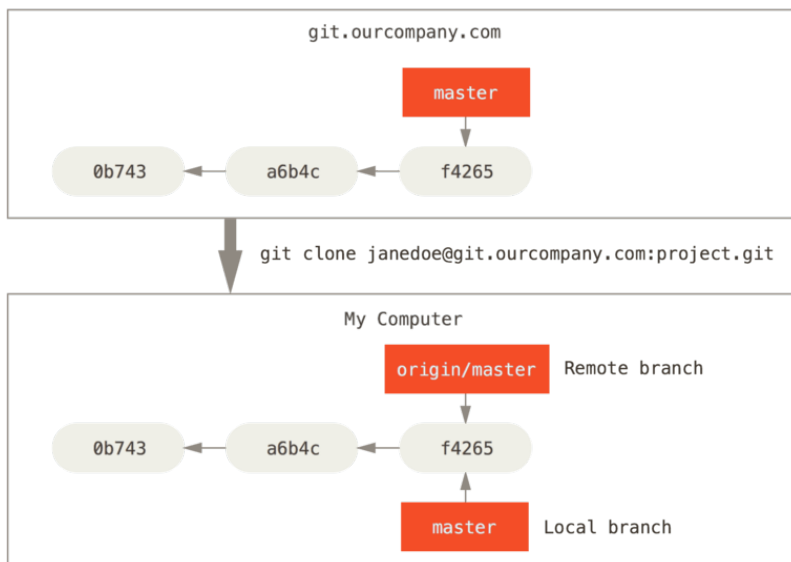 git.ourcompany.com
master
0b743 a6b4c f4265
git clone janedoe@git.ourcompany.com:project.git
My Computer
origin/master Remote branch
0b743 a6b4c f4265
master Local branch